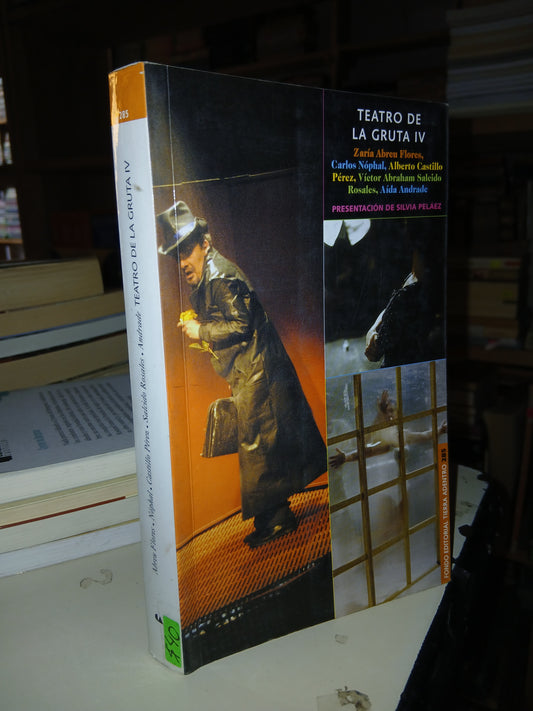 TEATRO DE
LA GRUTA IV
Zaría Abreu Flores,
Carlos Nóphal, Alberto Castillo
Pérez, Víctor Abraham Salcido
Rosales, Aída Andrade
PRESENTACIÓN DE SILVIA PELÁEZ
FONDO EDITORIAL TIERRA ADENTRO 285
285
Abreu Flores • Nóphal • Castillo Pérez • Salcido Rosales • Andrade TEATRO DE LA GRUTA IV
$40